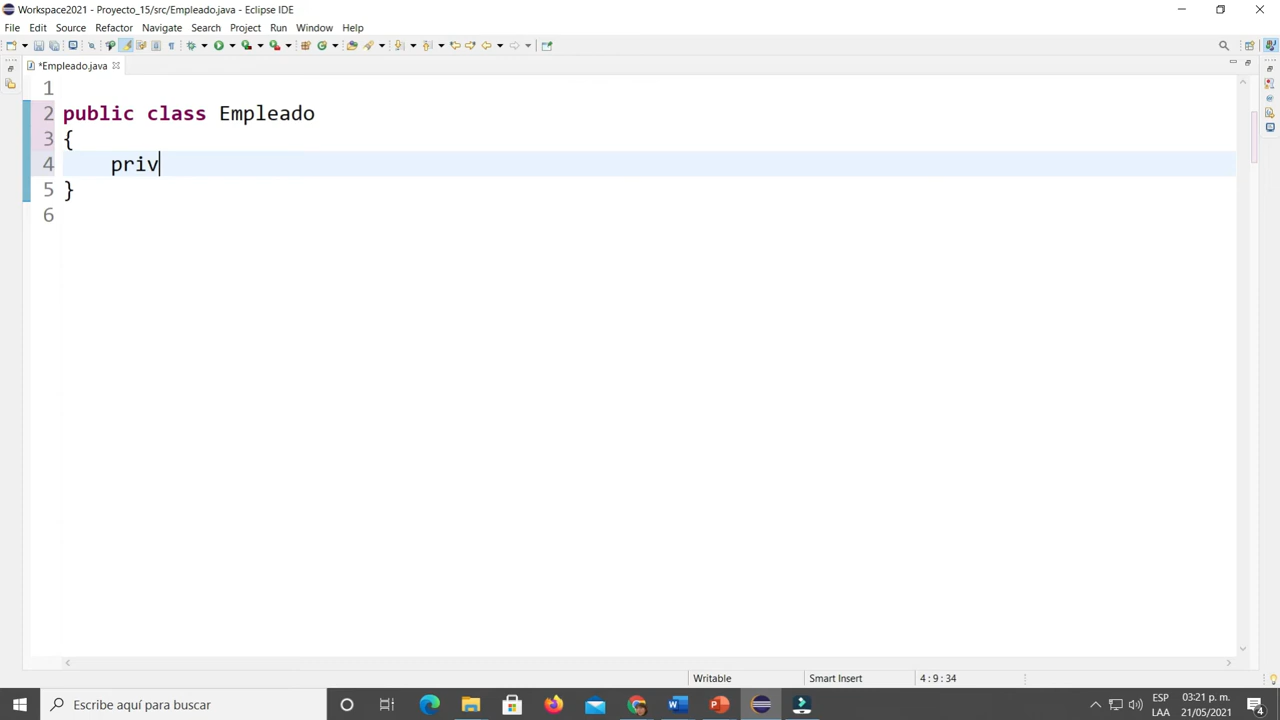 Workspace2021 - Proyecto_15/src/Empleado.java - Eclipse IDE
File Edit Source Refactor Navigate Search Project Run Window Help
*Empleado.java
1
2 public class Empleado
3 {
4 priv
5 }
6
Writable Smart Insert 4 : 9 : 34
Escribe aquí para buscar
ESP 03:21 p. m.
LAA 21/05/2021 4